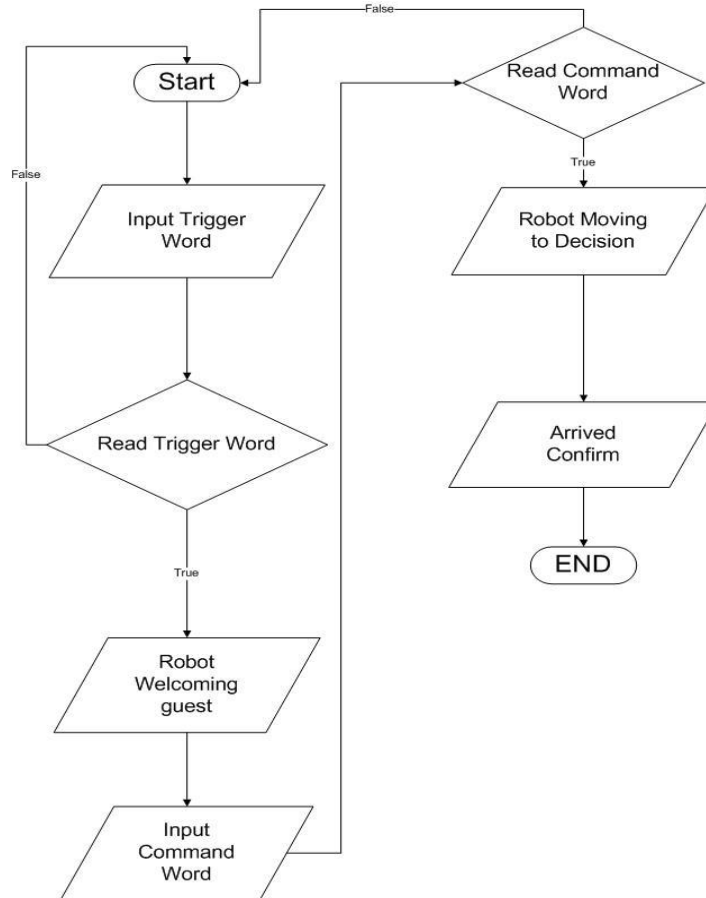 False
Start
False
Input Trigger
Word
Read Trigger Word
True
Robot
Welcoming
guest
Input
Command
Word
Read Command
Word
True
Robot Moving
to Decision
Arrived
Confirm
END